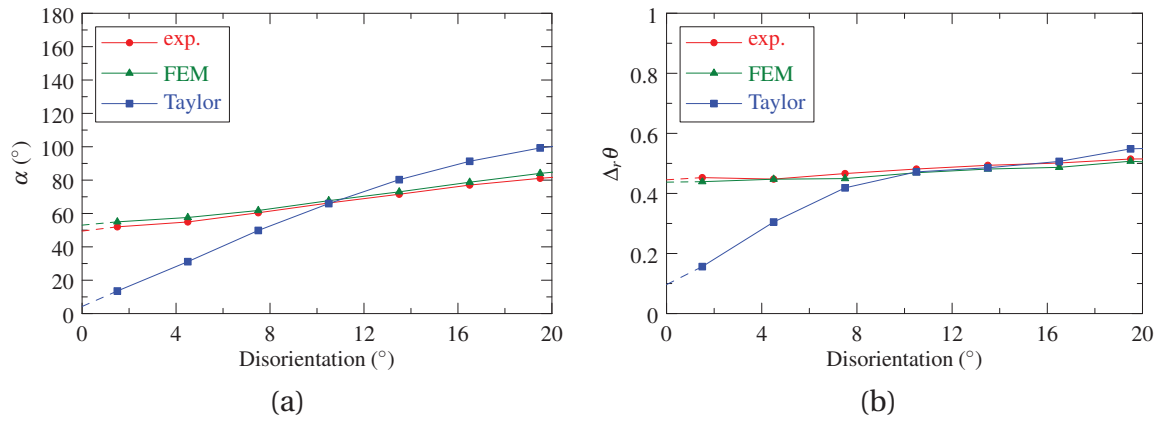 180
160
140
120
100
80
60
40
20
0
α (°)
exp.
FEM
Taylor
0 4 8 12 16 20
Disorientation (°)
(a)
1
0.8
0.6
0.4
0.2
0
Δrθ
exp.
FEM
Taylor
0 4 8 12 16 20
Disorientation (°)
(b)